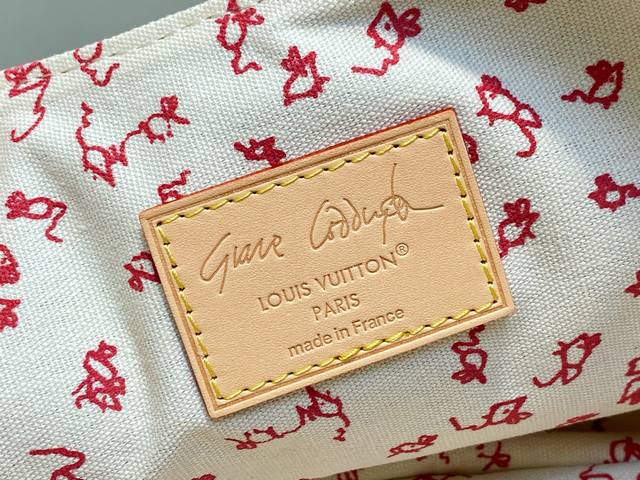 Grace Coddington
LOUIS VUITTON®
PARIS
made in France